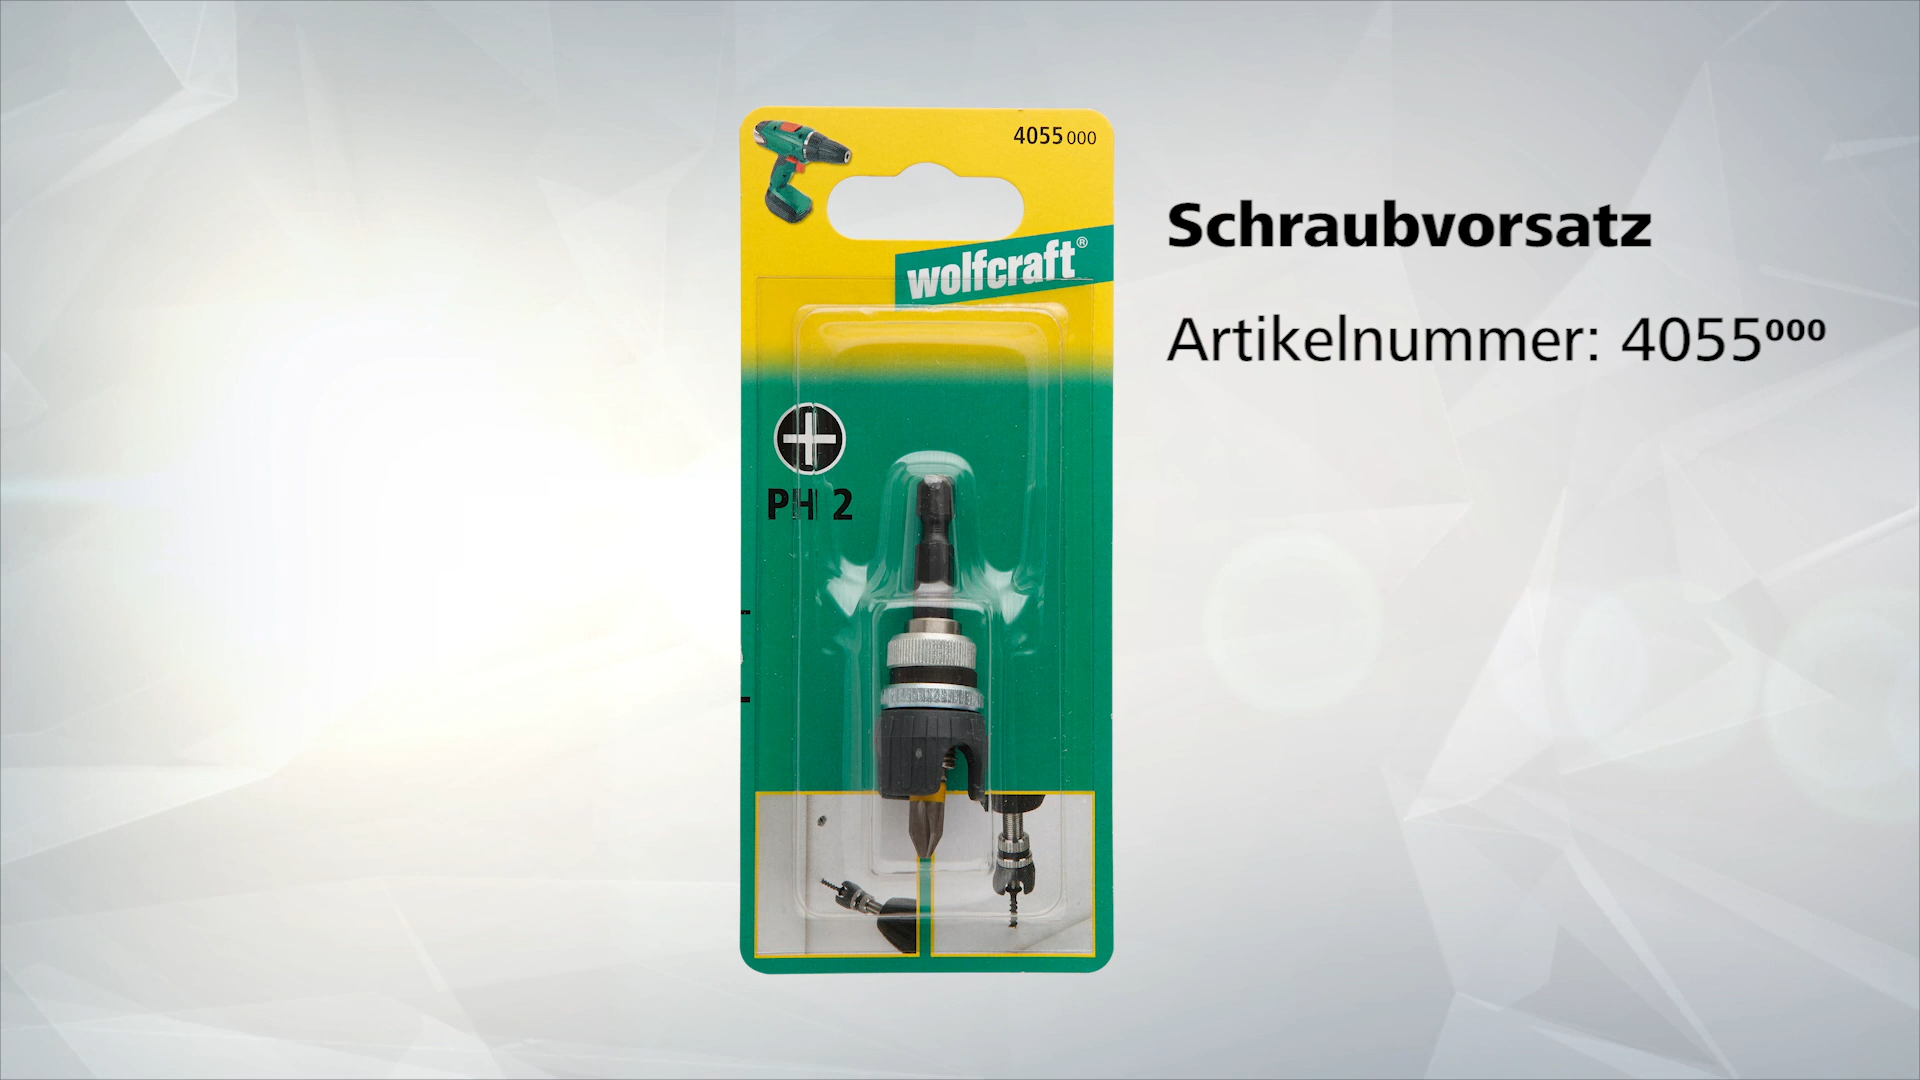 4055 000
wolfcraft®
PH 2
Schraubvorsatz
Artikelnummer: 4055⁰⁰⁰